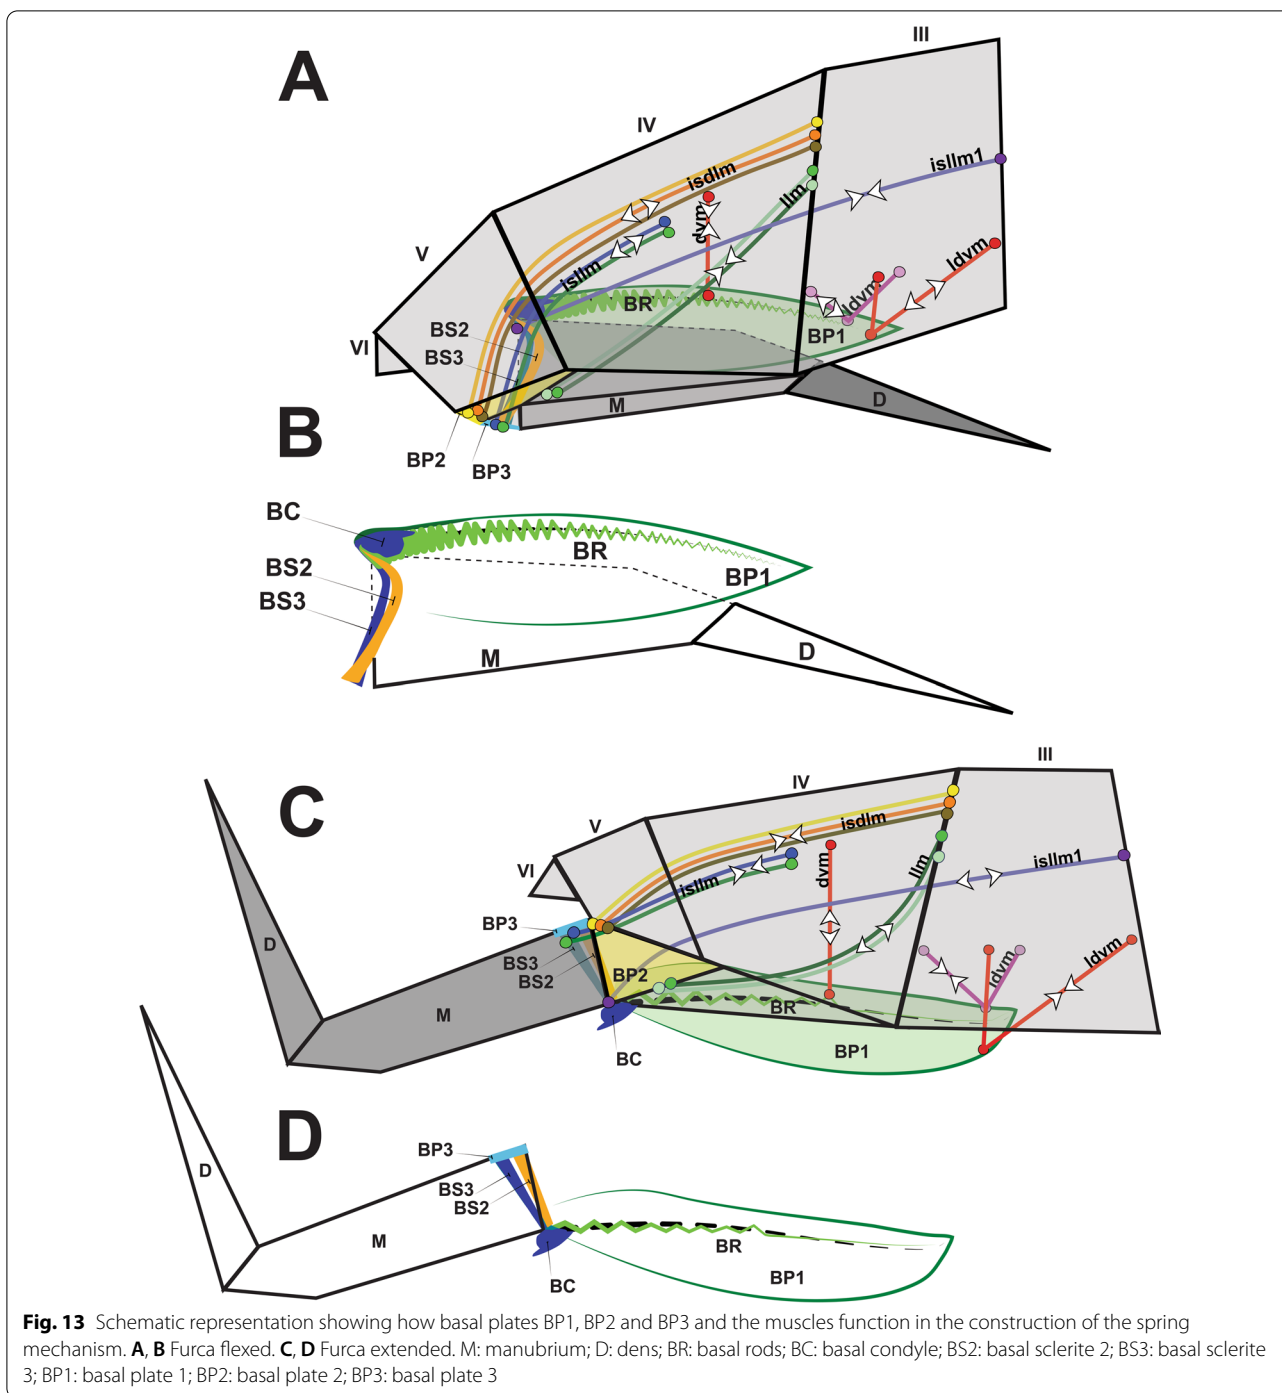 A
III
IV
isdlm
isllm1
llm
dvm
V
isllm
ldvm
ldvm
BR
BS2
BP1
VI
BS3
M
D
B
BP2
BP3
BC
BR
BS2
BP1
BS3
M
D
III
C
IV
isdlm
V
llm
isllm1
VI
dvm
isllm
BP3
D
BS3
BP2
ldvm
ldvm
BS2
BR
M
BP1
BC
D
BP3
D
BS3
BS2
M
BR
BP1
BC
Fig. 13 Schematic representation showing how basal plates BP1, BP2 and BP3 and the muscles function in the construction of the spring
mechanism. A, B Furca flexed. C, D Furca extended. M: manubrium; D: dens; BR: basal rods; BC: basal condyle; BS2: basal sclerite 2; BS3: basal sclerite
3; BP1: basal plate 1; BP2: basal plate 2; BP3: basal plate 3